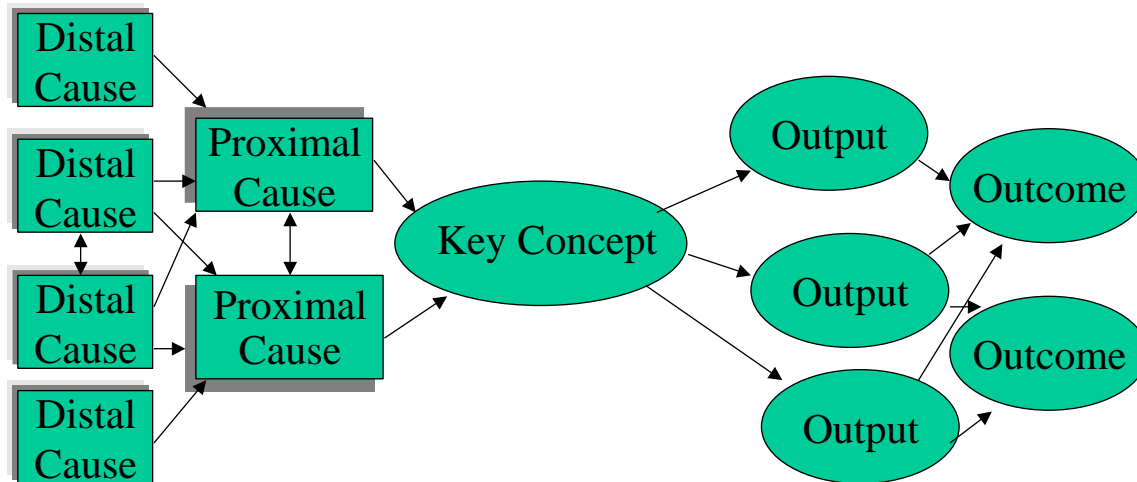 Distal
Cause
Distal
Cause
Distal
Cause
Distal
Cause
Proximal
Cause
Proximal
Cause
Key Concept
Output
Output
Output
Outcome
Outcome